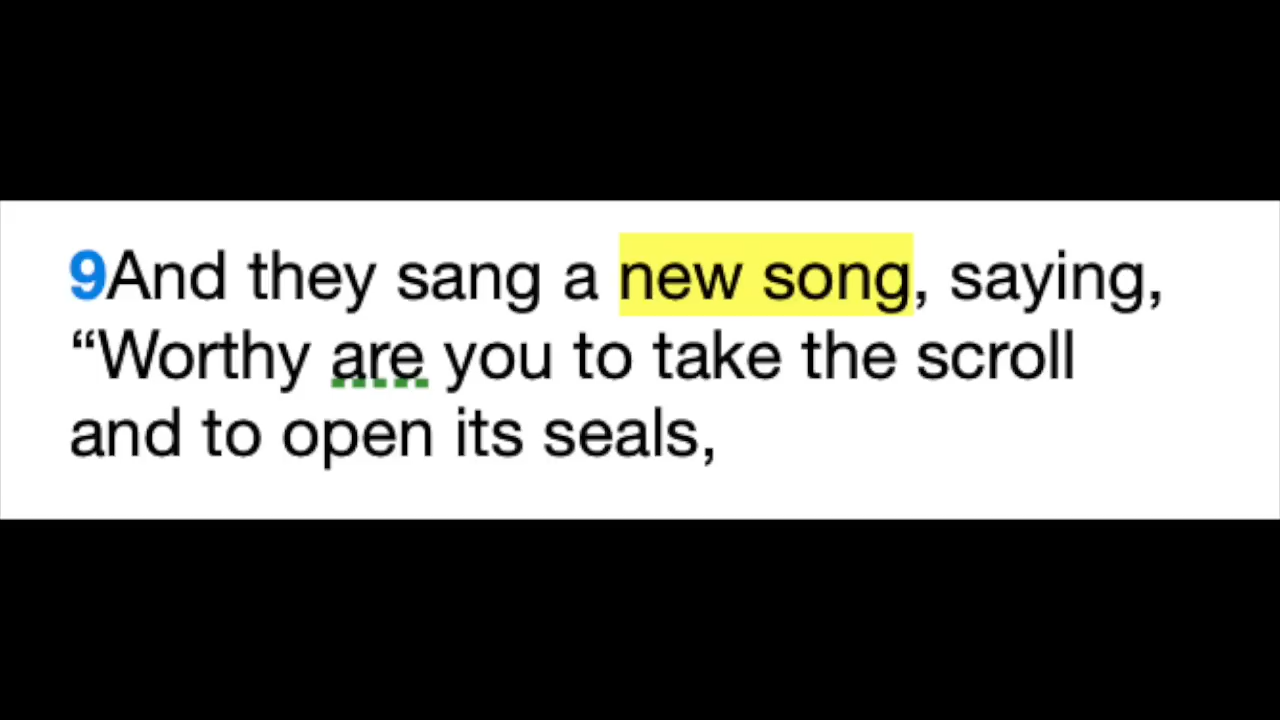 9And they sang a new song, saying,
“Worthy are you to take the scroll
and to open its seals,